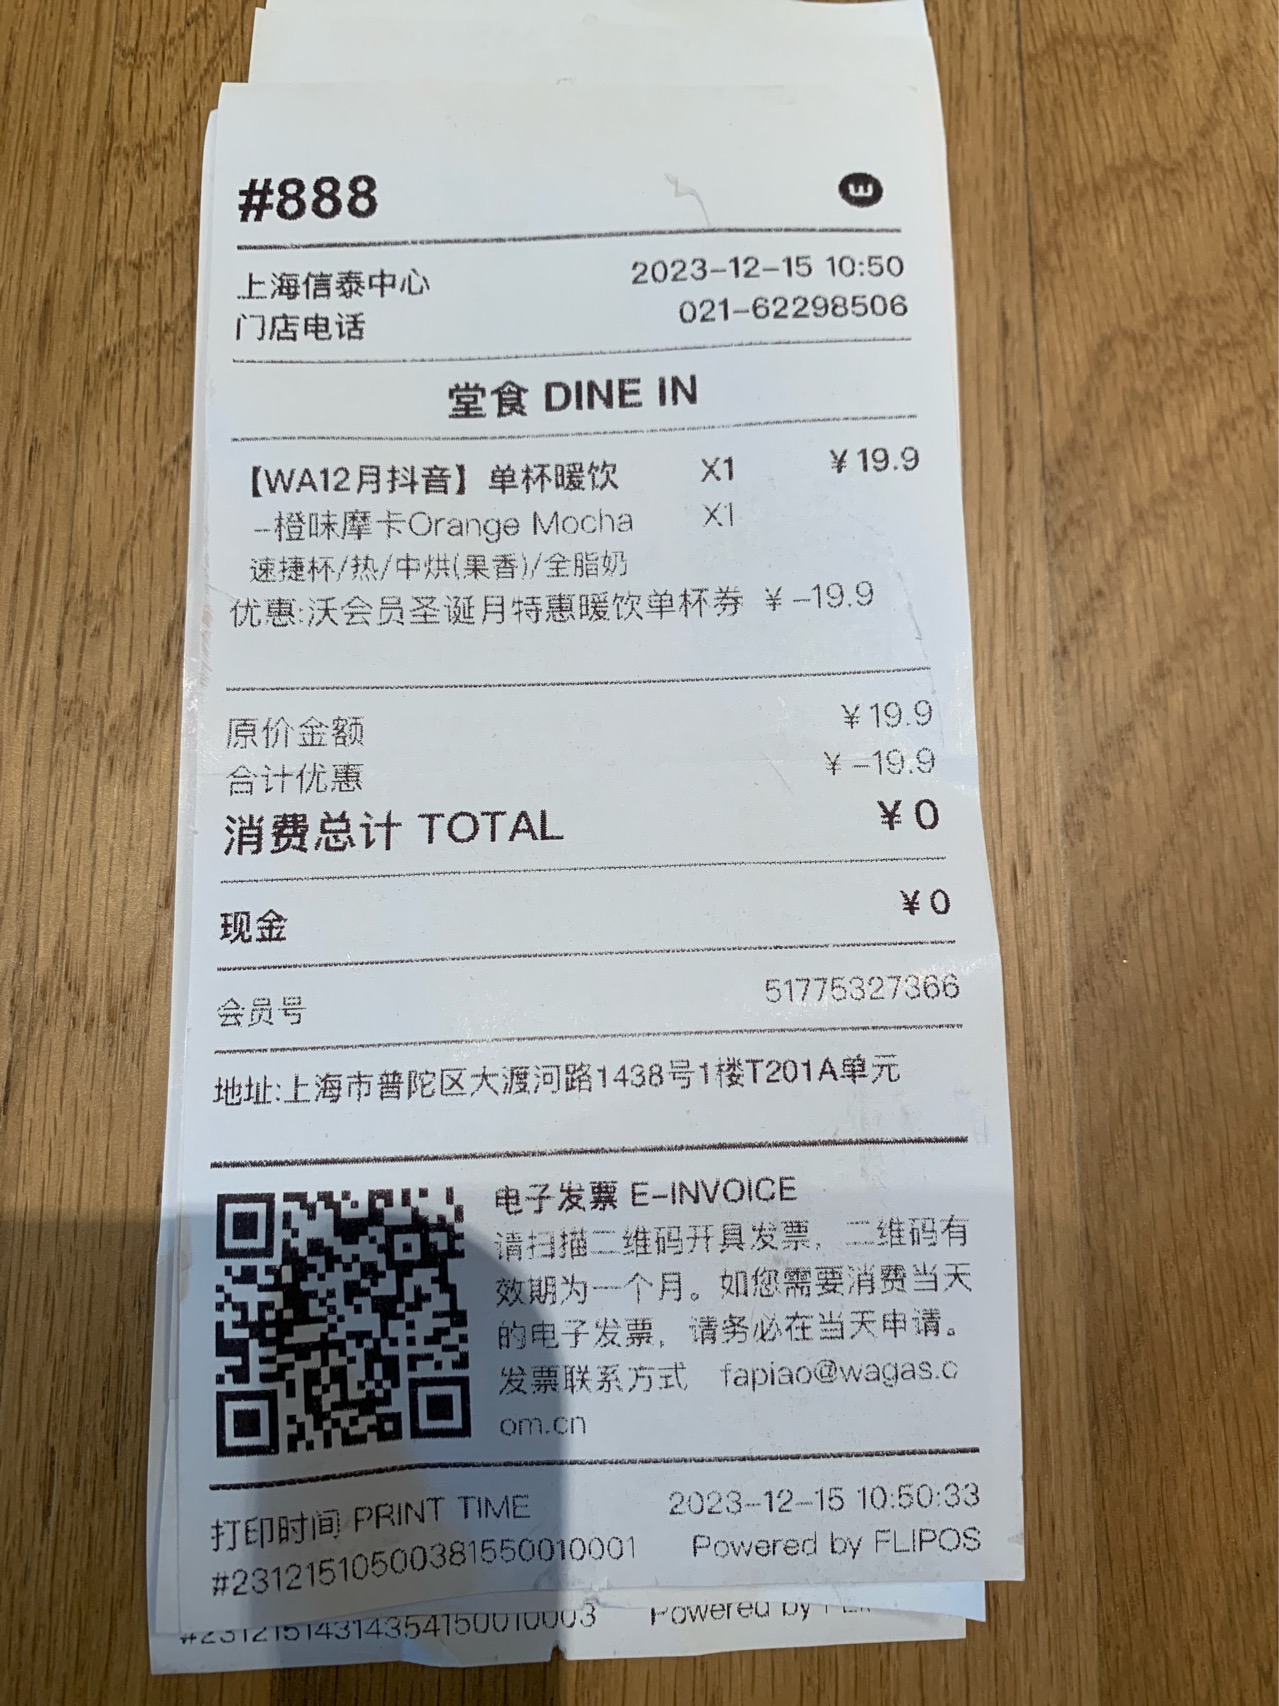 #888
上海信泰中心 2023-12-15 10:50
门店电话 021-62298506
堂食 DINE IN
【WA12月抖音】单杯暖饮 X1 ¥19.9
-橙味摩卡Orange Mocha X1
速捷杯/热/中烘(果香)/全脂奶
优惠:沃会员圣诞月特惠暖饮单杯券 ¥-19.9
原价金额 ¥19.9
合计优惠 ¥-19.9
消费总计 TOTAL ¥0
现金 ¥0
会员号 51775327366
地址:上海市普陀区大渡河路1438号1楼T201A单元
电子发票 E-INVOICE
请扫描二维码开具发票，二维码有
效期为一个月。如您需要消费当天
的电子发票，请务必在当天申请。
发票联系方式 fapiao@wagas.c
om.cn
打印时间 PRINT TIME 2023-12-15 10:50:33
#23121510500381550010001 Powered by FLIPOS
#23121514314354150010003 Powered by